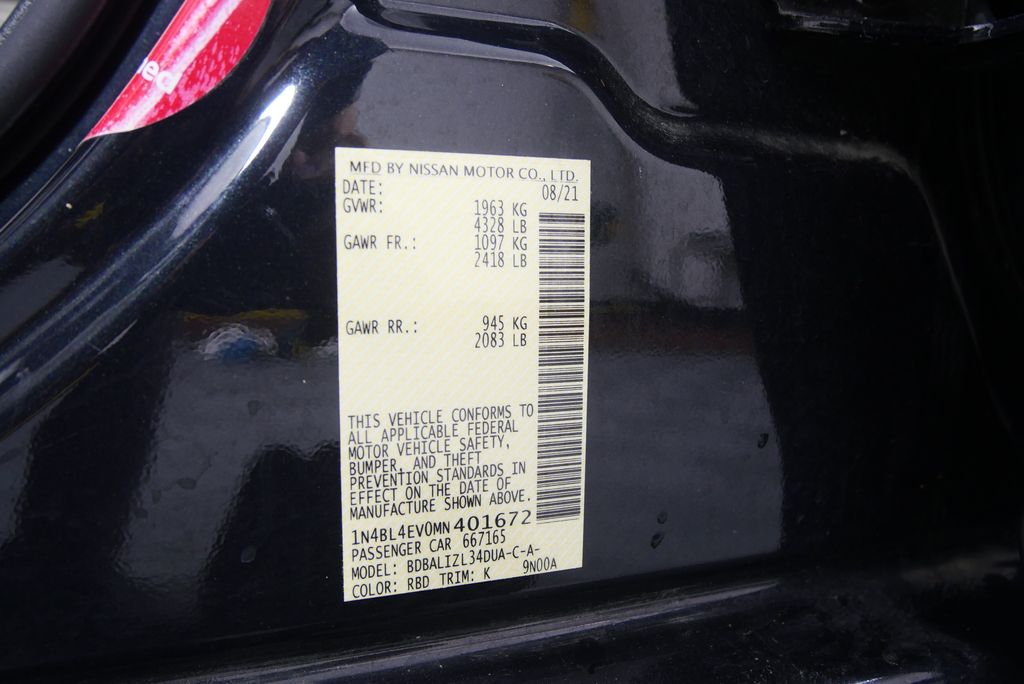 ed
MFD BY NISSAN MOTOR CO., LTD.
DATE: 08/21
GVWR: 1963 KG
4328 LB
GAWR FR.: 1097 KG
2418 LB
GAWR RR.: 945 KG
2083 LB
THIS VEHICLE CONFORMS TO
ALL APPLICABLE FEDERAL
MOTOR VEHICLE SAFETY,
BUMPER, AND THEFT
PREVENTION STANDARDS IN
EFFECT ON THE DATE OF
MANUFACTURE SHOWN ABOVE.
1N4BL4EV0MN401672
PASSENGER CAR 667165
MODEL: BDBALIZL34DUA-C-A-
9N00A
COLOR: RBD TRIM: K